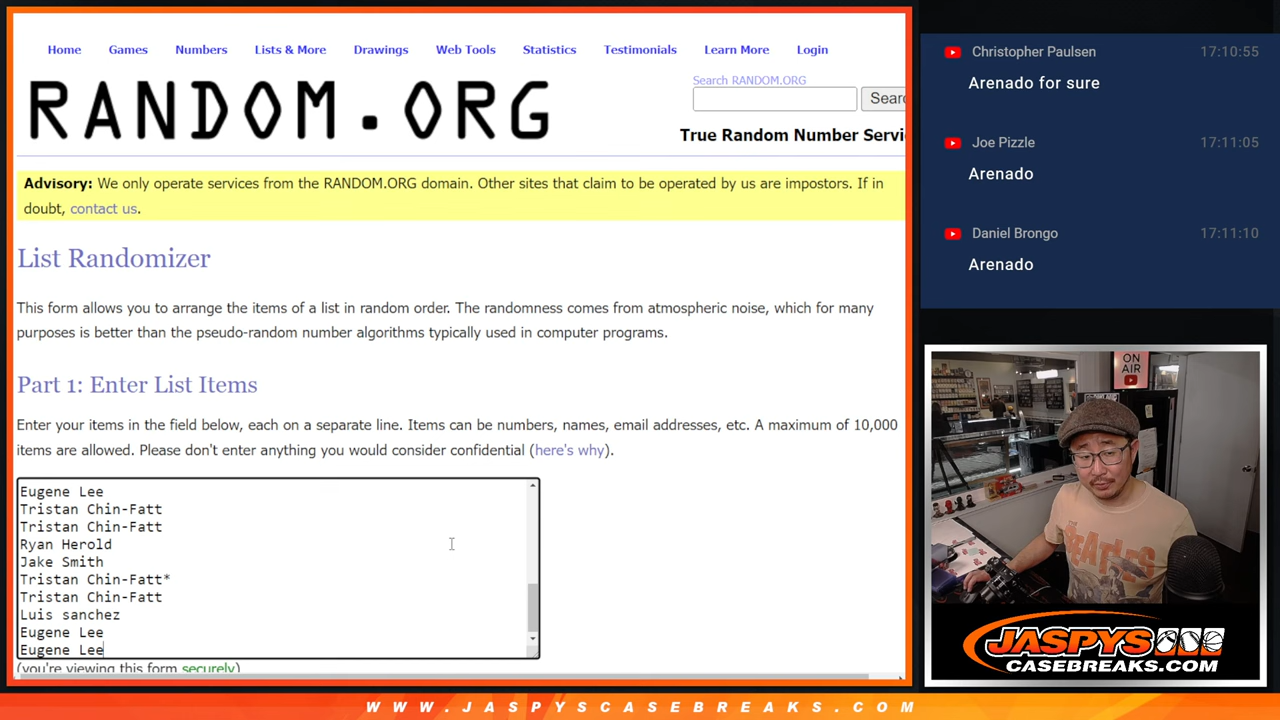 Home Games Numbers Lists & More Drawings Web Tools Statistics Testimonials Learn More Login
RANDOM.ORG
Search RANDOM.ORG
Searc
True Random Number Servi
Advisory: We only operate services from the RANDOM.ORG domain. Other sites that claim to be operated by us are impostors. If in
doubt, contact us.
List Randomizer
This form allows you to arrange the items of a list in random order. The randomness comes from atmospheric noise, which for many
purposes is better than the pseudo-random number algorithms typically used in computer programs.
Part 1: Enter List Items
Enter your items in the field below, each on a separate line. Items can be numbers, names, email addresses, etc. A maximum of 10,000
items are allowed. Please don't enter anything you would consider confidential (here's why).
Eugene Lee
Tristan Chin-Fatt
Tristan Chin-Fatt
Ryan Herold
Jake Smith
Tristan Chin-Fatt*
Tristan Chin-Fatt
Luis sanchez
Eugene Lee
Eugene Lee
(you're viewing this form securely)
Christopher Paulsen 17:10:55
Arenado for sure
Joe Pizzle 17:11:05
Arenado
Daniel Brongo 17:11:10
Arenado
ON
AIR
JASPYS
CASEBREAKS.COM
WWW.JASPYSCASEBREAKS.COM